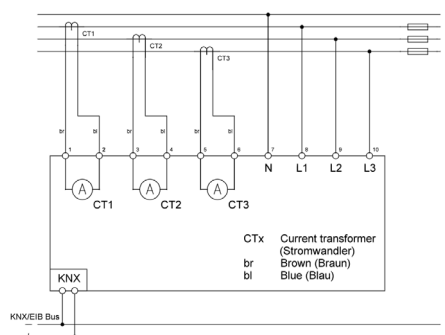 CT1
CT2
CT3
br bl br bl br bl
1 2 3 4 5 6 7 8 9 10
N L1 L2 L3
A A A
CT1 CT2 CT3
CTx Current transformer
(Stromwandler)
br Brown (Braun)
bl Blue (Blau)
KNX
KNX/EIB Bus